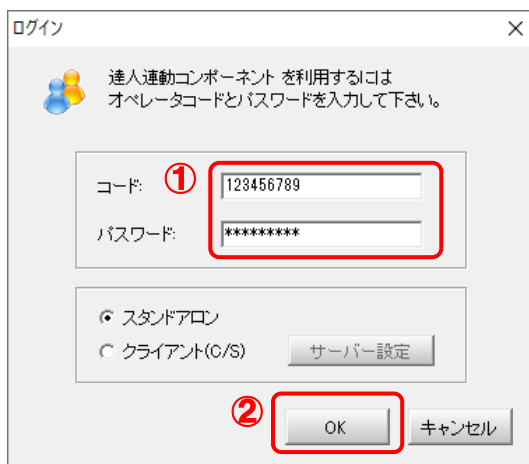 ログイン
達人連動コンポーネント を利用するには
オペレータコードとパスワードを入力して下さい。
①
コード: 123456789
パスワード: *********
スタンドアロン
クライアント(C/S) サーバー設定
②
OK キャンセル